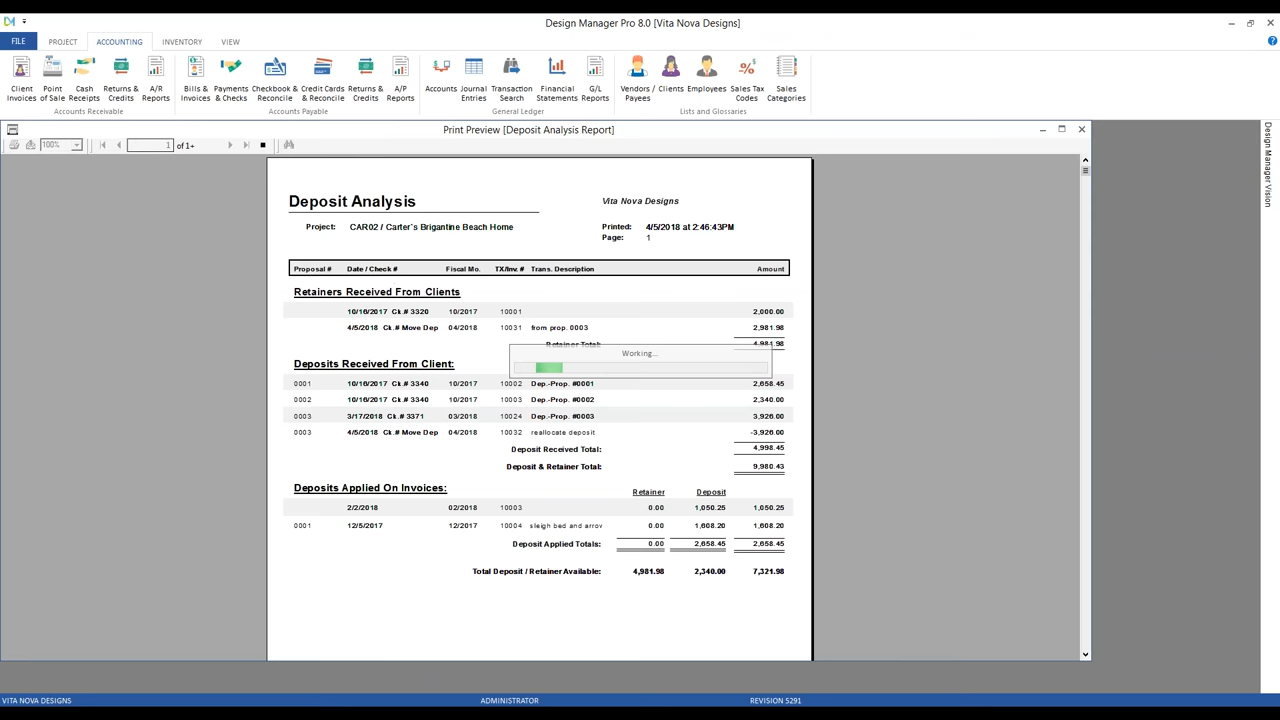 Design Manager Pro 8.0 [Vita Nova Designs]
FILE PROJECT ACCOUNTING INVENTORY VIEW
Client Invoices Point of Sale Cash Receipts Returns & Credits A/R Reports Bills & Invoices Payments & Checks Checkbook & Reconcile Credit Cards & Reconcile Returns & Credits A/P Reports Accounts Journal Entries Transaction Search Financial Statements G/L Reports Vendors / Payees Clients Employees Sales Tax Codes Sales Categories
Accounts Receivable Accounts Payable General Ledger Lists and Glossaries
Design Manager Vision
Print Preview [Deposit Analysis Report]
100% 1 of 1+
Deposit Analysis Vita Nova Designs
Project: CAR02 / Carter's Brigantine Beach Home Printed: 4/5/2018 at 2:46:43PM
Page: 1
Proposal # Date / Check # Fiscal Mo. TX/Inv. # Trans. Description Amount
Retainers Received From Clients
10/16/2017 Ck.# 3320 10/2017 10001 2,000.00
4/5/2018 Ck.# Move Dep 04/2018 10031 from prop. 0003 2,981.98
Retainer Total: 4,981.98
Working...
Deposits Received From Client:
0001 10/16/2017 Ck.# 3340 10/2017 10002 Dep.-Prop. #0001 2,658.45
0002 10/16/2017 Ck.# 3340 10/2017 10003 Dep.-Prop. #0002 2,340.00
0003 3/17/2018 Ck.# 3371 03/2018 10024 Dep.-Prop. #0003 3,926.00
0003 4/5/2018 Ck.# Move Dep 04/2018 10032 reallocate deposit -3,926.00
Deposit Received Total: 4,998.45
Deposit & Retainer Total: 9,980.43
Deposits Applied On Invoices: Retainer Deposit
2/2/2018 02/2018 10003 0.00 1,050.25 1,050.25
0001 12/5/2017 12/2017 10004 sleigh bed and arrov 0.00 1,608.20 1,608.20
Deposit Applied Totals: 0.00 2,658.45 2,658.45
Total Deposit / Retainer Available: 4,981.98 2,340.00 7,321.98
VITA NOVA DESIGNS ADMINISTRATOR REVISION 5291